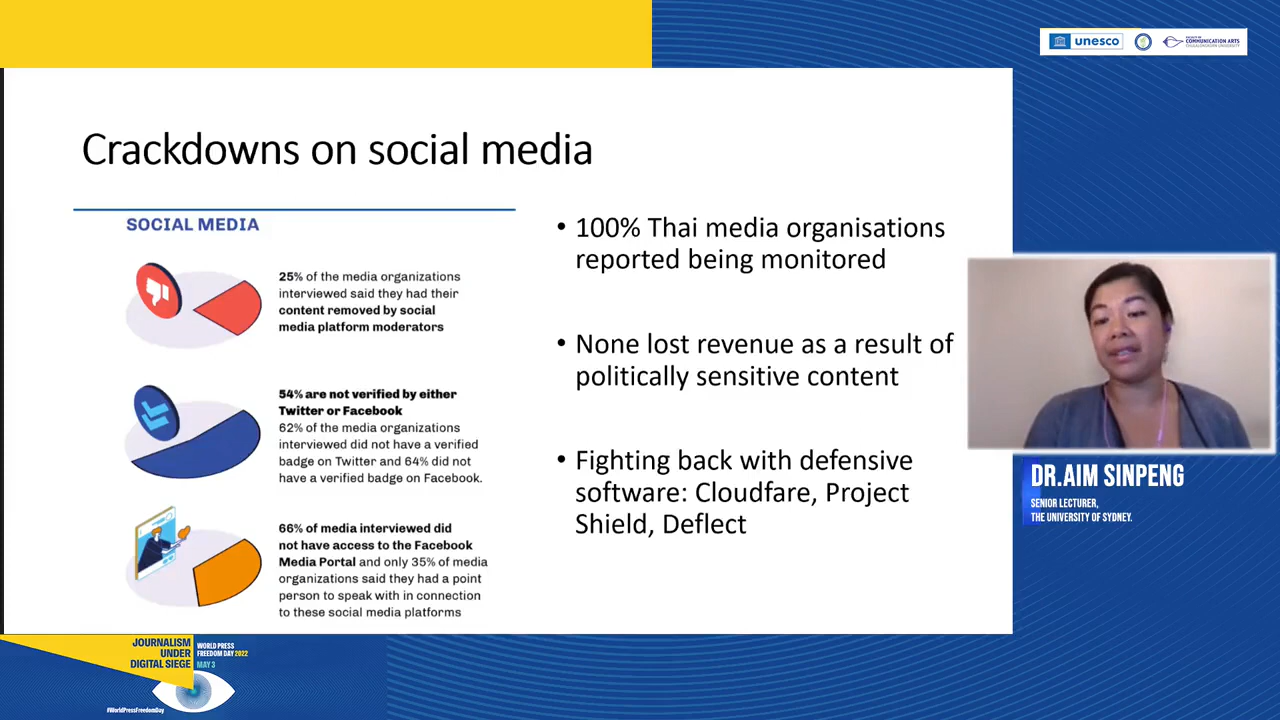 unesco
COMMUNICATION ARTS
CHULALONGKORN UNIVERSITY
Crackdowns on social media
SOCIAL MEDIA
25% of the media organizations
interviewed said they had their
content removed by social
media platform moderators
54% are not verified by either
Twitter or Facebook
62% of the media organizations
interviewed did not have a verified
badge on Twitter and 64% did not
have a verified badge on Facebook.
66% of media interviewed did
not have access to the Facebook
Media Portal and only 35% of media
organizations said they had a point
person to speak with in connection
to these social media platforms
• 100% Thai media organisations
reported being monitored
• None lost revenue as a result of
politically sensitive content
• Fighting back with defensive
software: Cloudfare, Project
Shield, Deflect
DR.AIM SINPENG
SENIOR LECTURER,
THE UNIVERSITY OF SYDNEY.
JOURNALISM
UNDER
DIGITAL SIEGE
WORLD PRESS
FREEDOM DAY 2022
MAY 3
#WorldPressFreedomDay